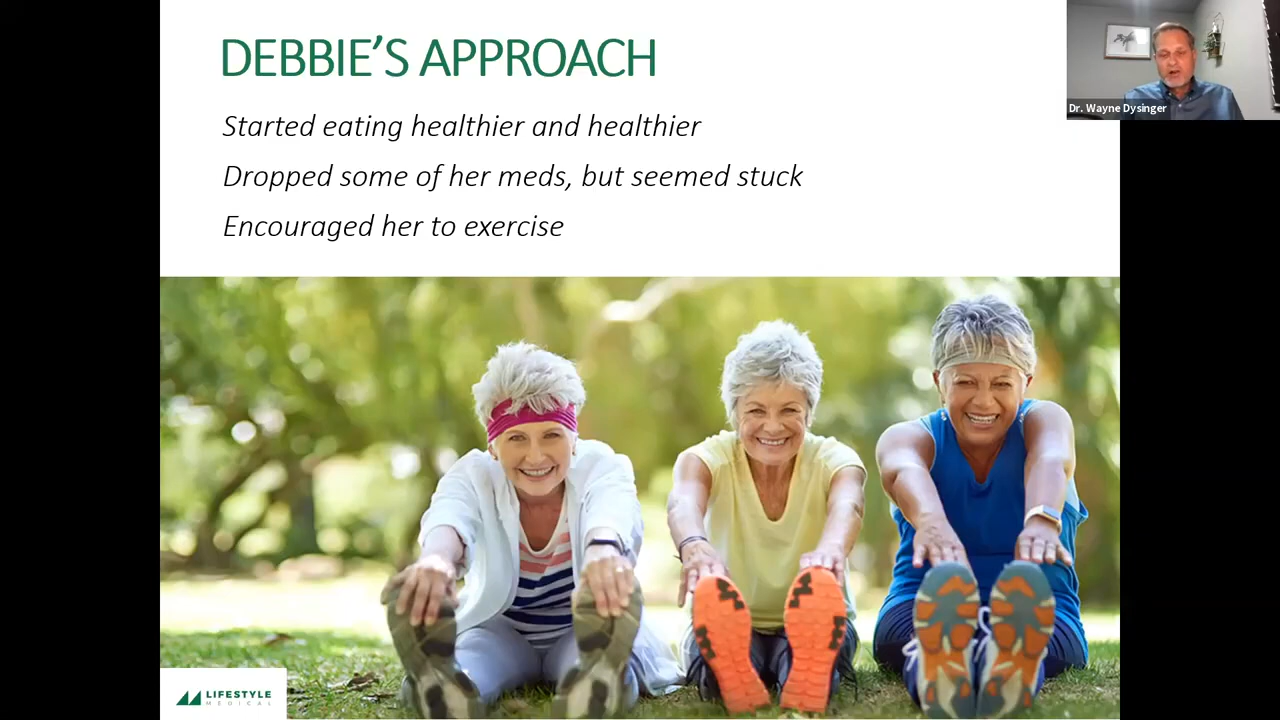 DEBBIE'S APPROACH
Started eating healthier and healthier
Dropped some of her meds, but seemed stuck
Encouraged her to exercise
Dr. Wayne Dysinger
LIFESTYLE
MEDICAL